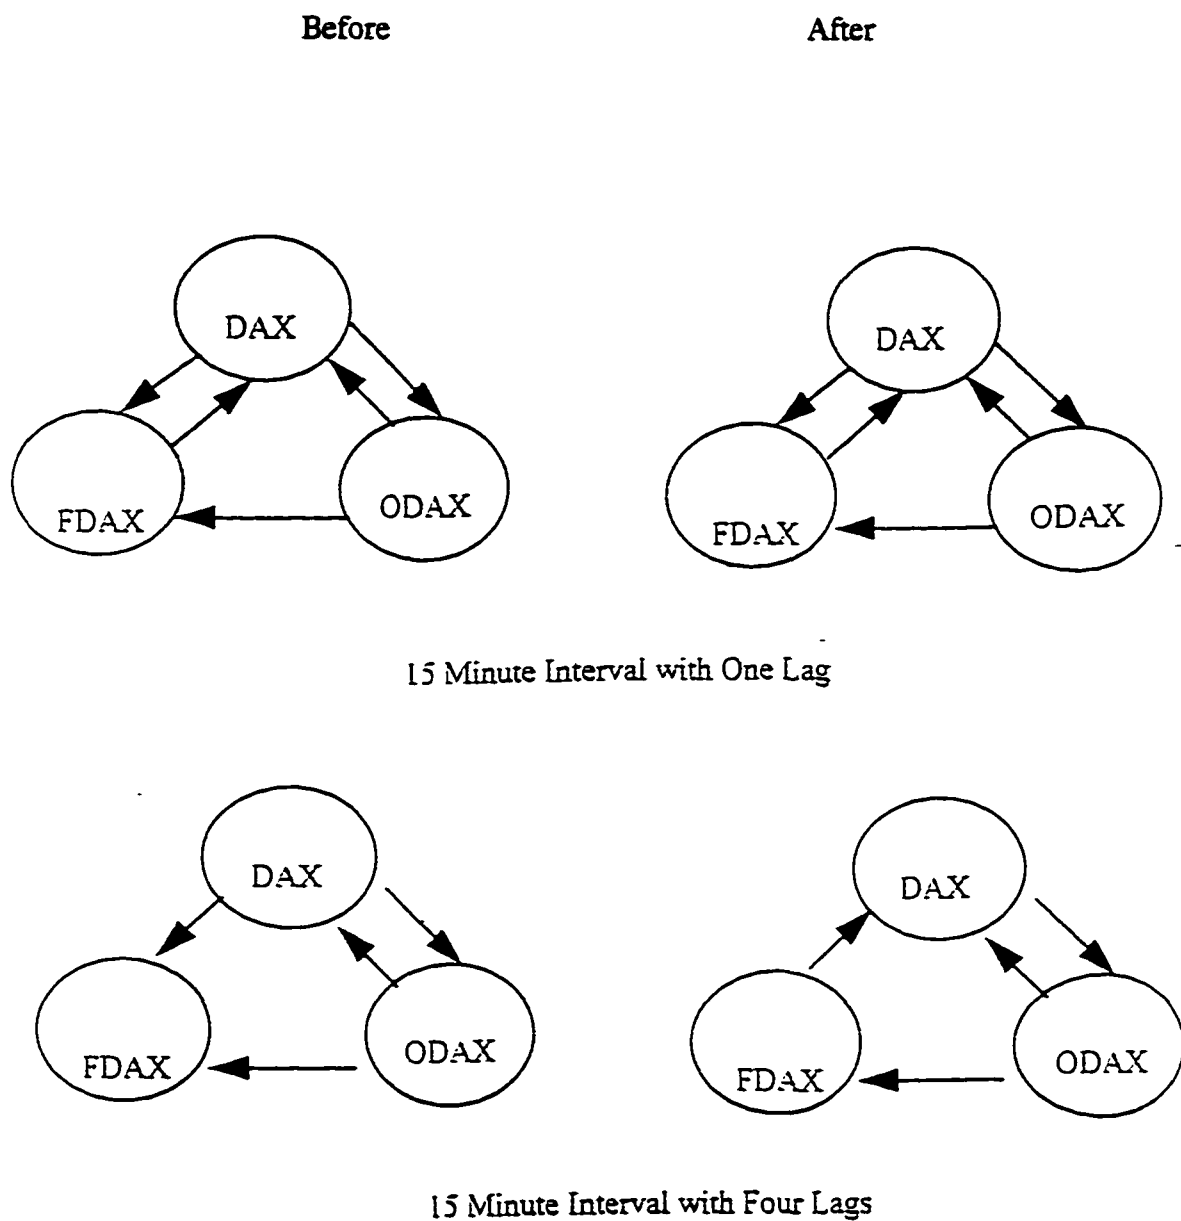 Before After
DAX DAX
FDAX ODAX FDAX ODAX
15 Minute Interval with One Lag
DAX DAX
FDAX ODAX FDAX ODAX
15 Minute Interval with Four Lags